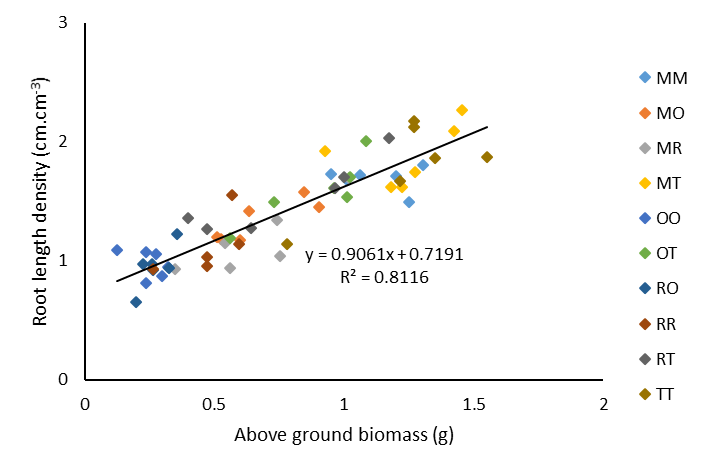 3
2
1
0
Root length density (cm.cm⁻³)
y = 0.9061x + 0.7191
R² = 0.8116
0 0.5 1 1.5 2
Above ground biomass (g)
MM
MO
MR
MT
OO
OT
RO
RR
RT
TT